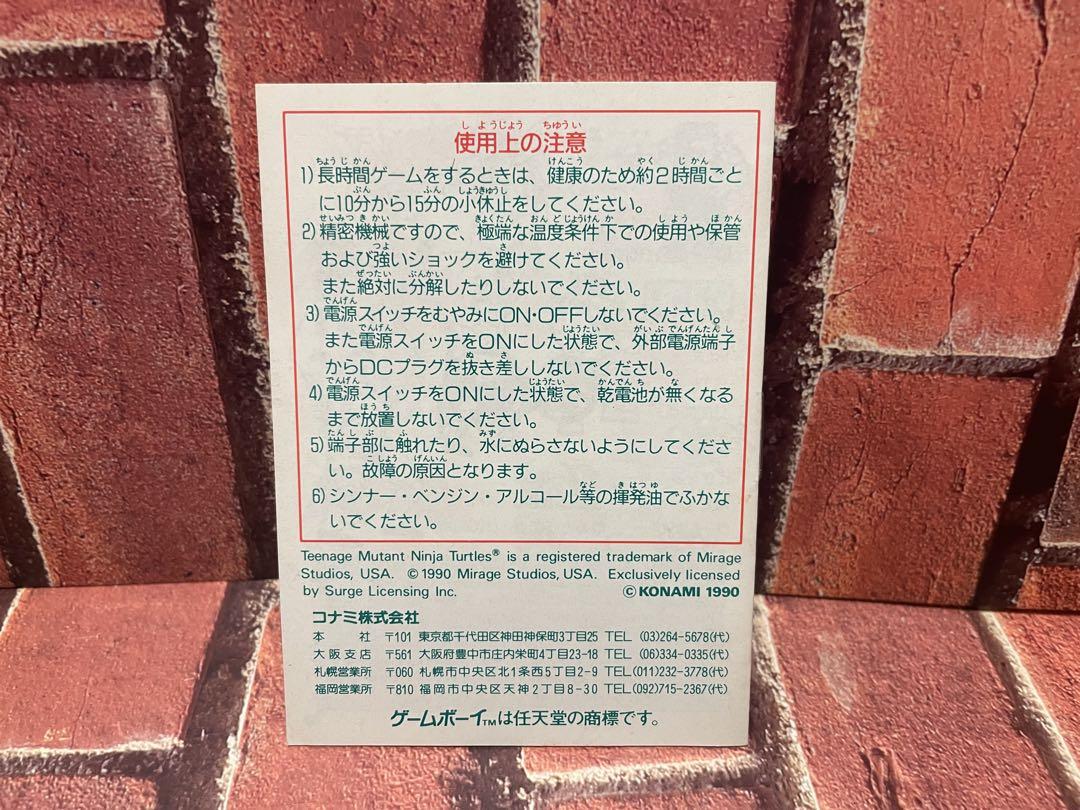 使用上の注意
1)長時間ゲームをするときは、健康のため約2時間ごと
に10分から15分の小休止をしてください。
2)精密機械ですので、極端な温度条件下での使用や保管
および強いショックを避けてください。
また絶対に分解したりしないでください。
3)電源スイッチをむやみにON・OFFしないでください。
また電源スイッチをONにした状態で、外部電源端子
からDCプラグを抜き差ししないでください。
4)電源スイッチをONにした状態で、乾電池が無くなる
まで放置しないでください。
5)端子部に触れたり、水にぬらさないようにしてくださ
い。故障の原因となります。
6)シンナー・ベンジン・アルコール等の揮発油でふかな
いでください。
Teenage Mutant Ninja Turtles® is a registered trademark of Mirage
Studios, USA. ©1990 Mirage Studios, USA. Exclusively licensed
by Surge Licensing Inc. ©KONAMI 1990
コナミ株式会社
本社 〒101 東京都千代田区神田神保町3丁目25 TEL (03)264-5678(代)
大阪支店 〒561 大阪府豊中市庄内栄町4丁目23-18 TEL (06)334-0335(代)
札幌営業所 〒060 札幌市中央区北1条西5丁目2-9 TEL(011)232-3778(代)
福岡営業所 〒810 福岡市中央区天神2丁目8-30 TEL(092)715-2367(代)
ゲームボーイTMは任天堂の商標です。